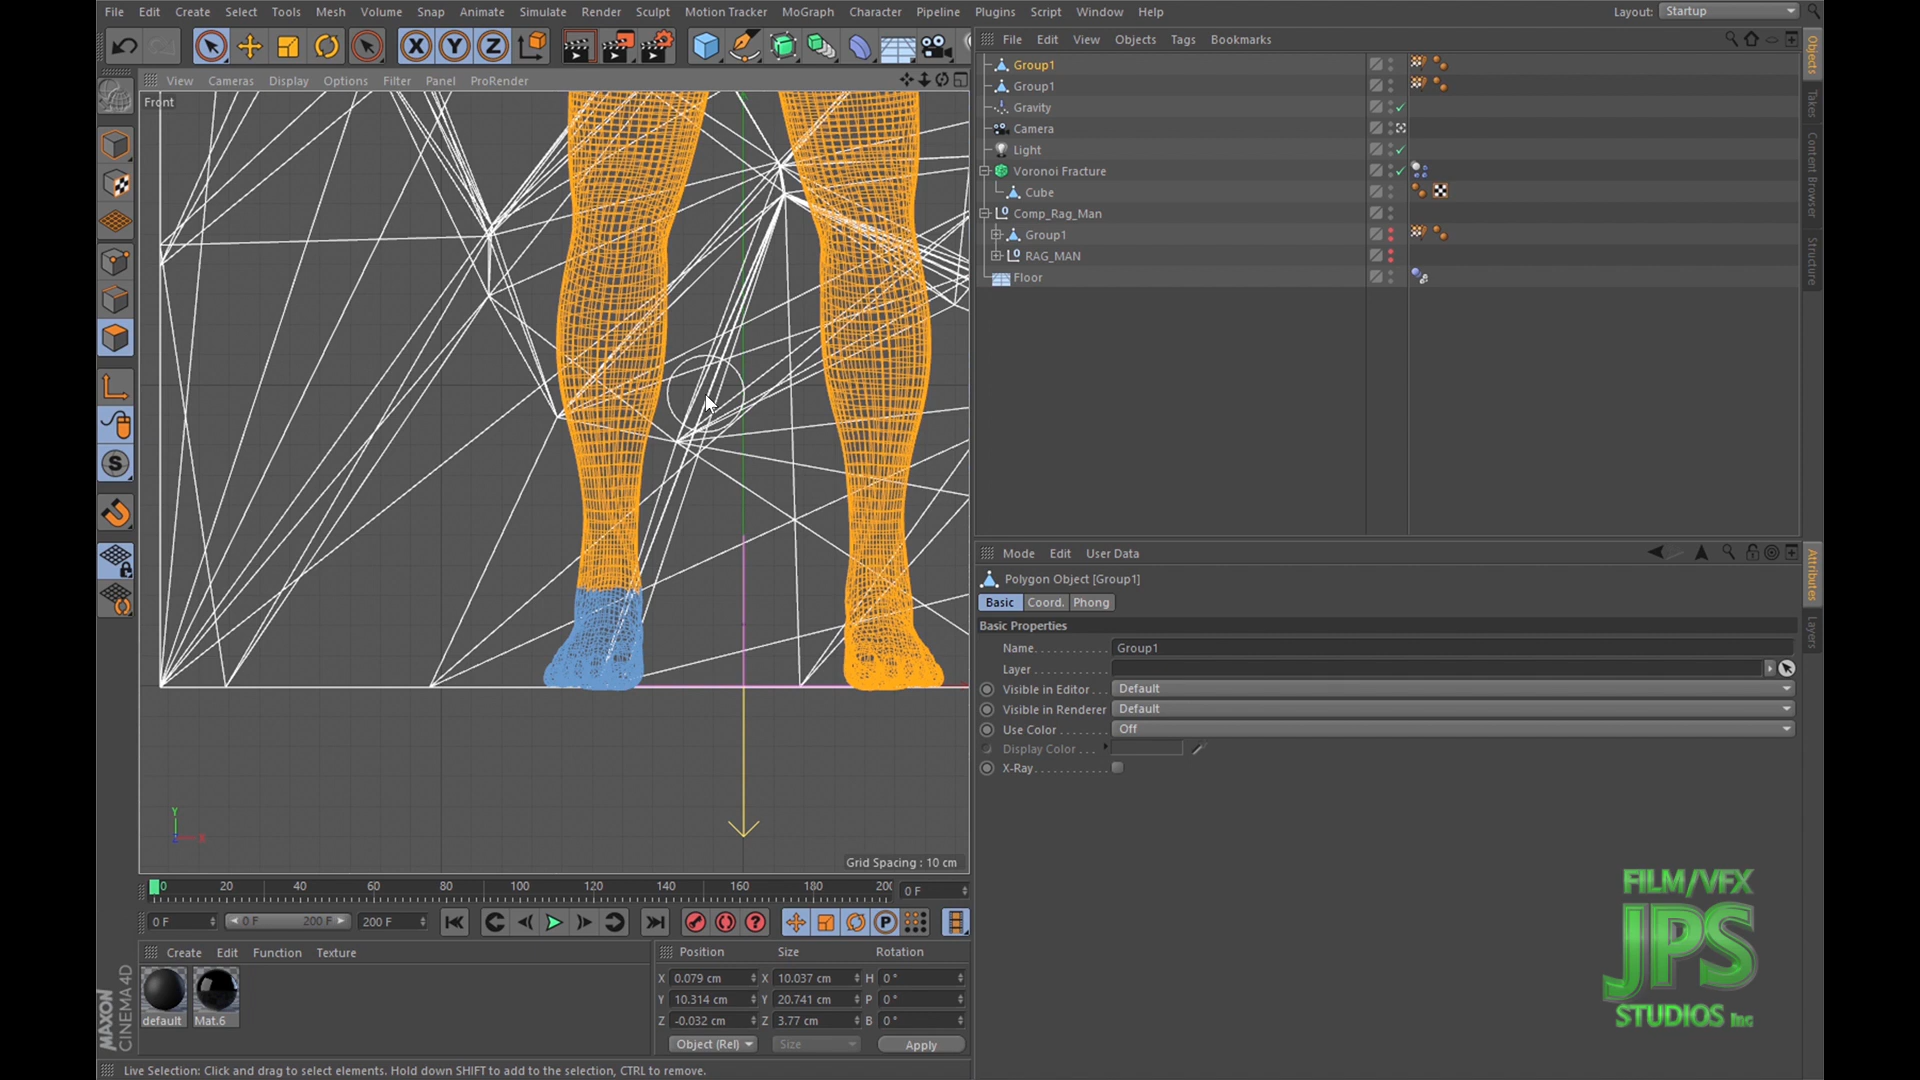 File Edit Create Select Tools Mesh Volume Snap Animate Simulate Render Sculpt Motion Tracker MoGraph Character Pipeline Plugins Script Window Help Layout: Startup
File Edit View Objects Tags Bookmarks
View Cameras Display Options Filter Panel ProRender
Front
Group1
Group1
Gravity
Camera
Light
Voronoi Fracture
Cube
Comp_Rag_Man
Group1
RAG_MAN
Floor
Objects
Takes
Content Browser
Structure
Mode Edit User Data
Polygon Object [Group1]
Basic Coord. Phong
Basic Properties
Name Group1
Layer
Visible in Editor Default
Visible in Renderer Default
Use Color Off
Display Color
X-Ray
Attributes
Layers
Y
X
Grid Spacing : 10 cm
0 20 40 60 80 100 120 140 160 180 200 0 F
0 F 0 F 200 F 200 F
Create Edit Function Texture
default Mat.6
Position Size Rotation
X 0.079 cm X 10.037 cm H 0 °
Y 10.314 cm Y 20.741 cm P 0 °
Z -0.032 cm Z 3.77 cm B 0 °
Object (Rel) Size Apply
MAXON
CINEMA 4D
Live Selection: Click and drag to select elements. Hold down SHIFT to add to the selection, CTRL to remove.
FILM/VFX
JPS
STUDIOS Inc